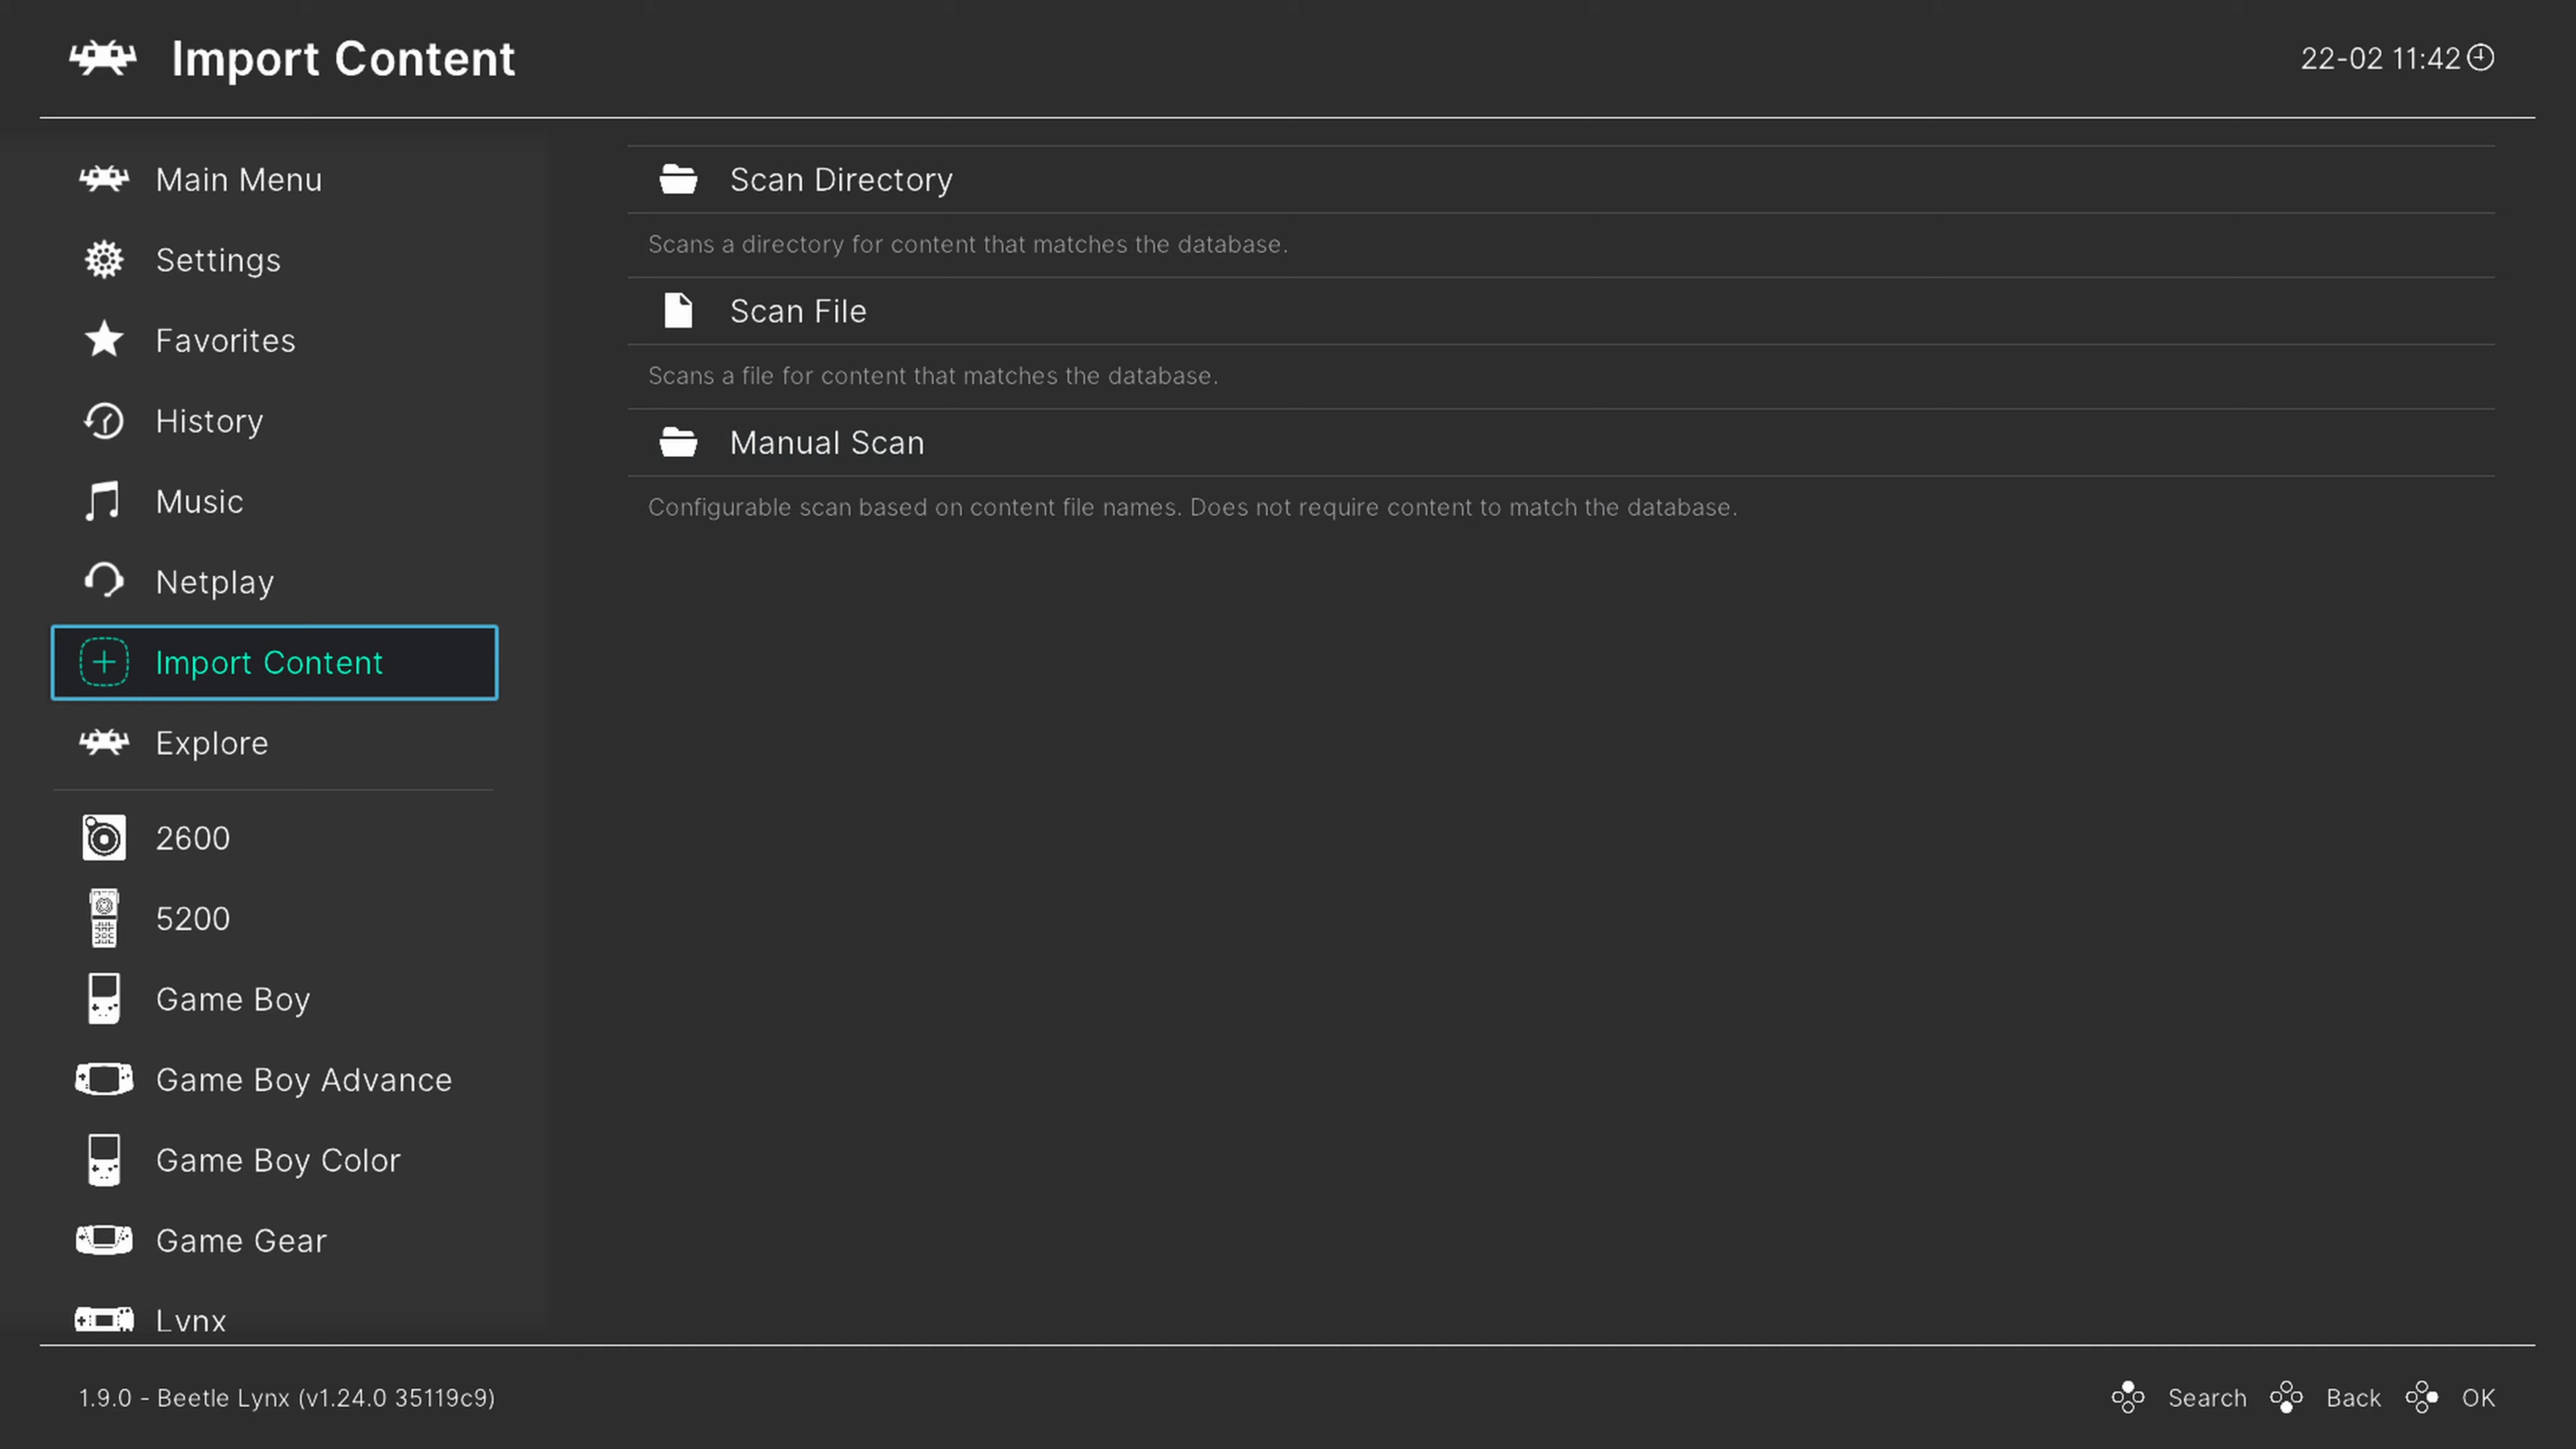 Import Content
22-02 11:42
Main Menu
Settings
Favorites
History
Music
Netplay
Import Content
Explore
2600
5200
Game Boy
Game Boy Advance
Game Boy Color
Game Gear
Lynx
Scan Directory
Scans a directory for content that matches the database.
Scan File
Scans a file for content that matches the database.
Manual Scan
Configurable scan based on content file names. Does not require content to match the database.
1.9.0 - Beetle Lynx (v1.24.0 35119c9)
Search
Back
OK